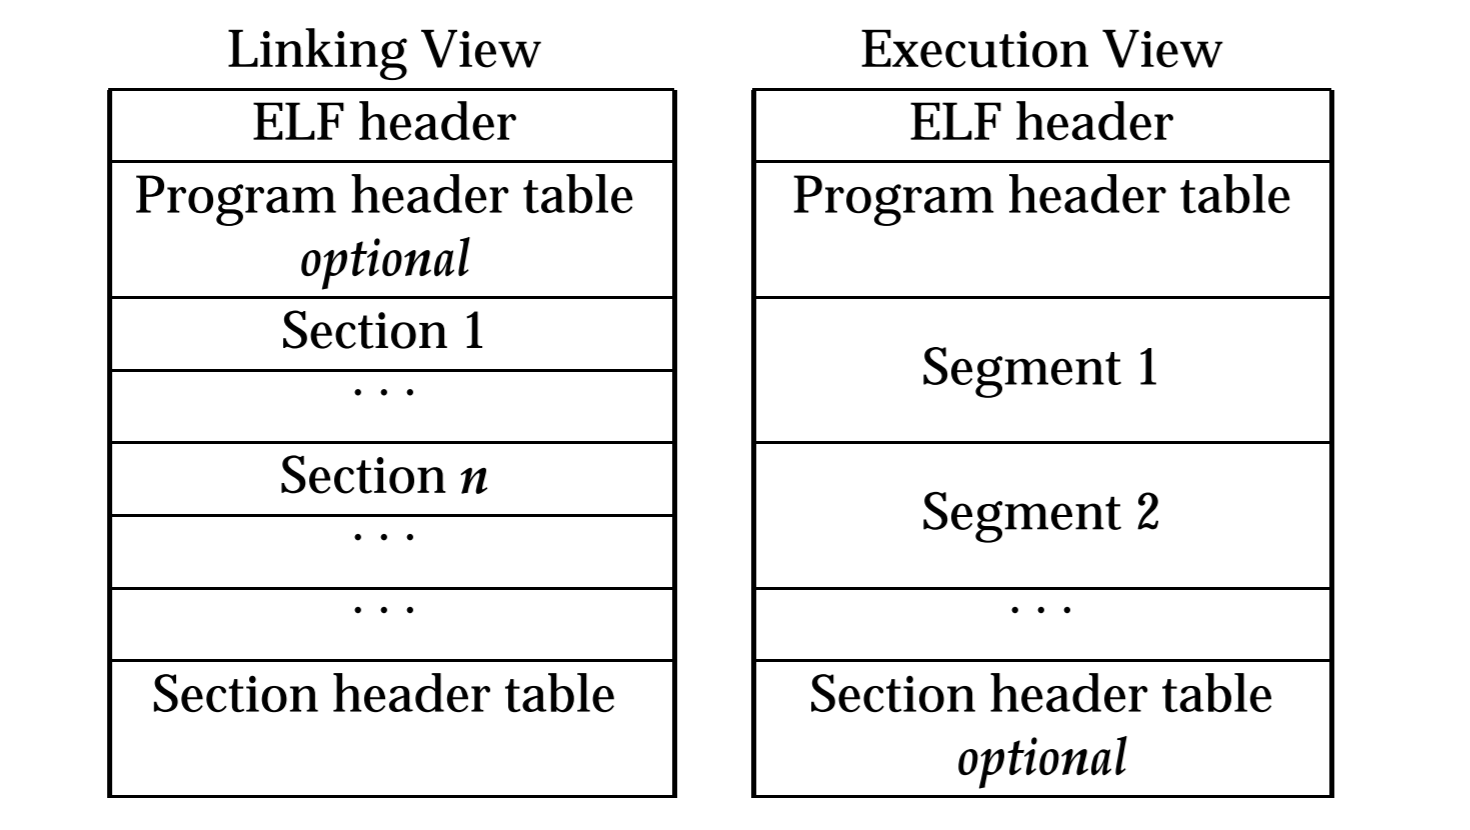 Linking View
ELF header
Program header table
optional
Section 1
. . .
Section n
. . .
. . .
Section header table
Execution View
ELF header
Program header table
Segment 1
Segment 2
. . .
Section header table
optional